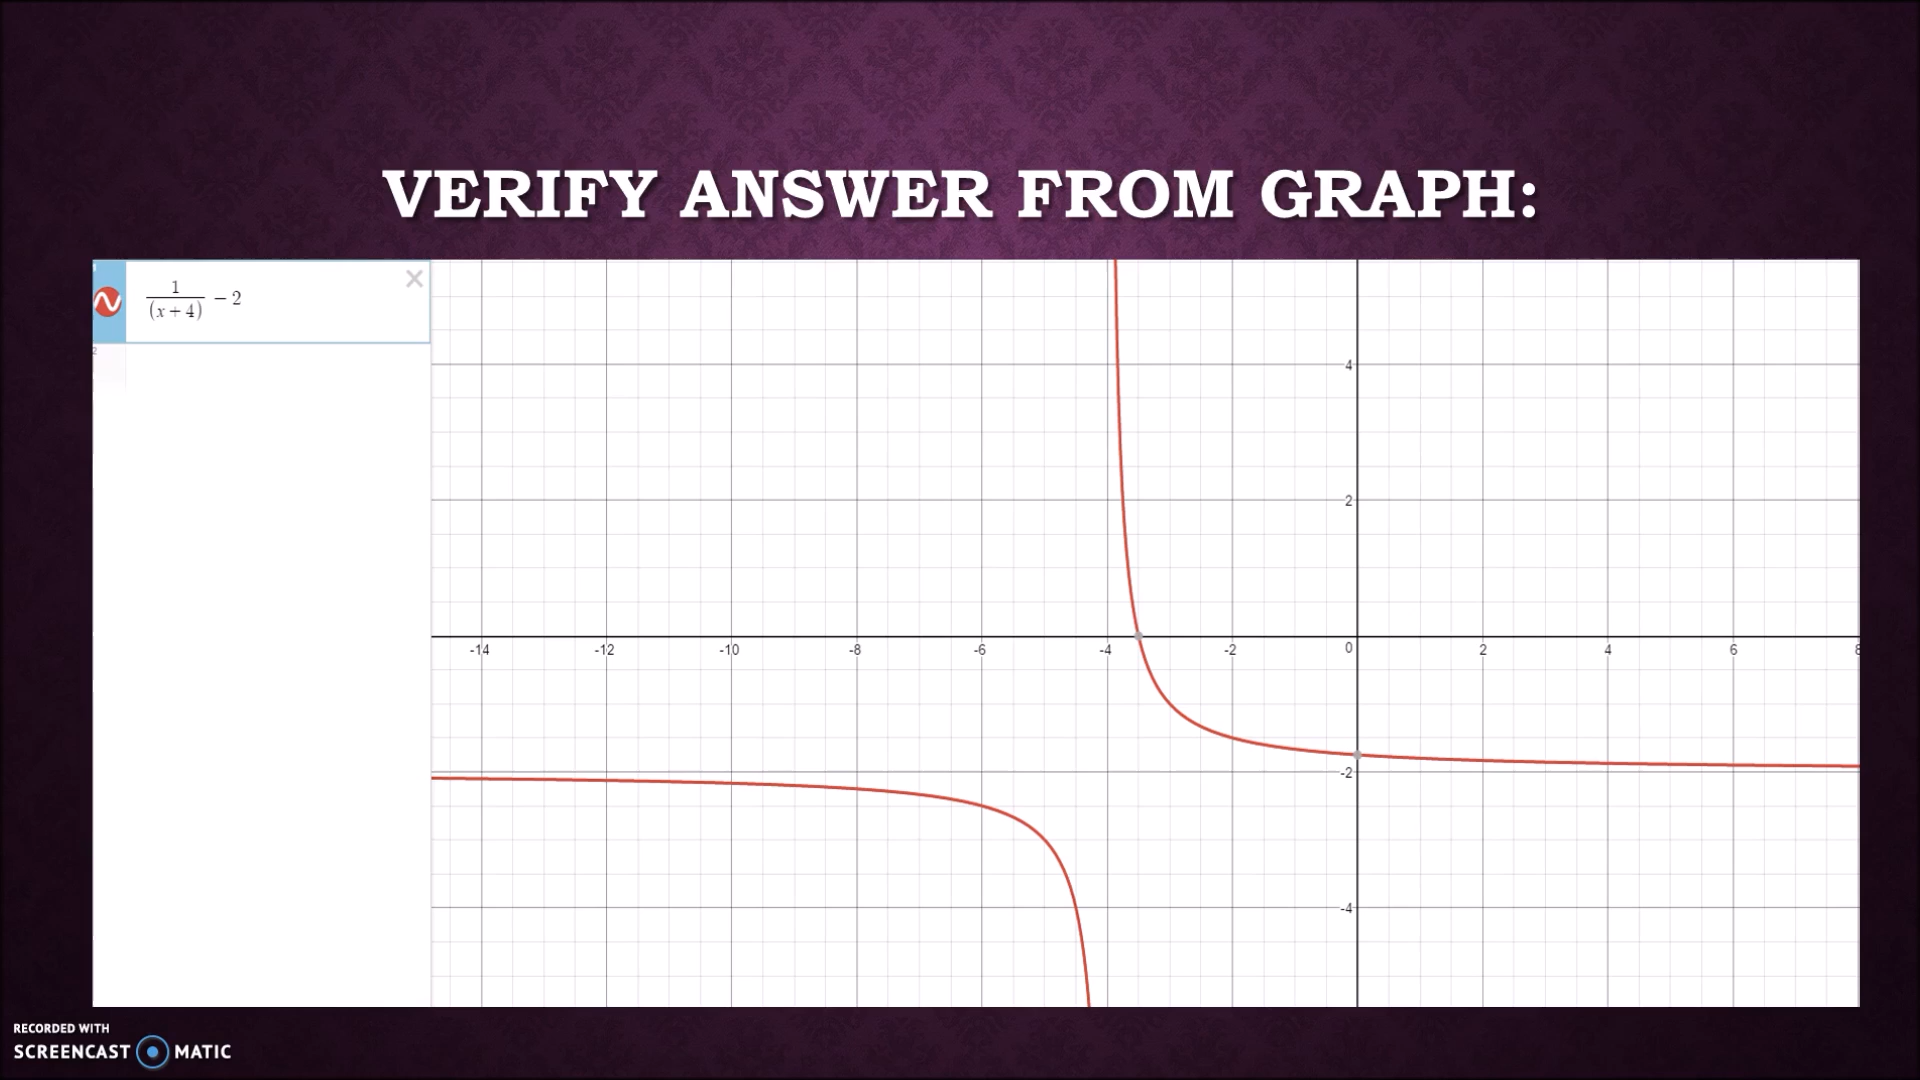 VERIFY ANSWER FROM GRAPH:
1
(x + 4)
− 2
2
4
2
-14 -12 -10 -8 -6 -4 -2 0 2 4 6 8
-2
-4
RECORDED WITH
SCREENCAST MATIC